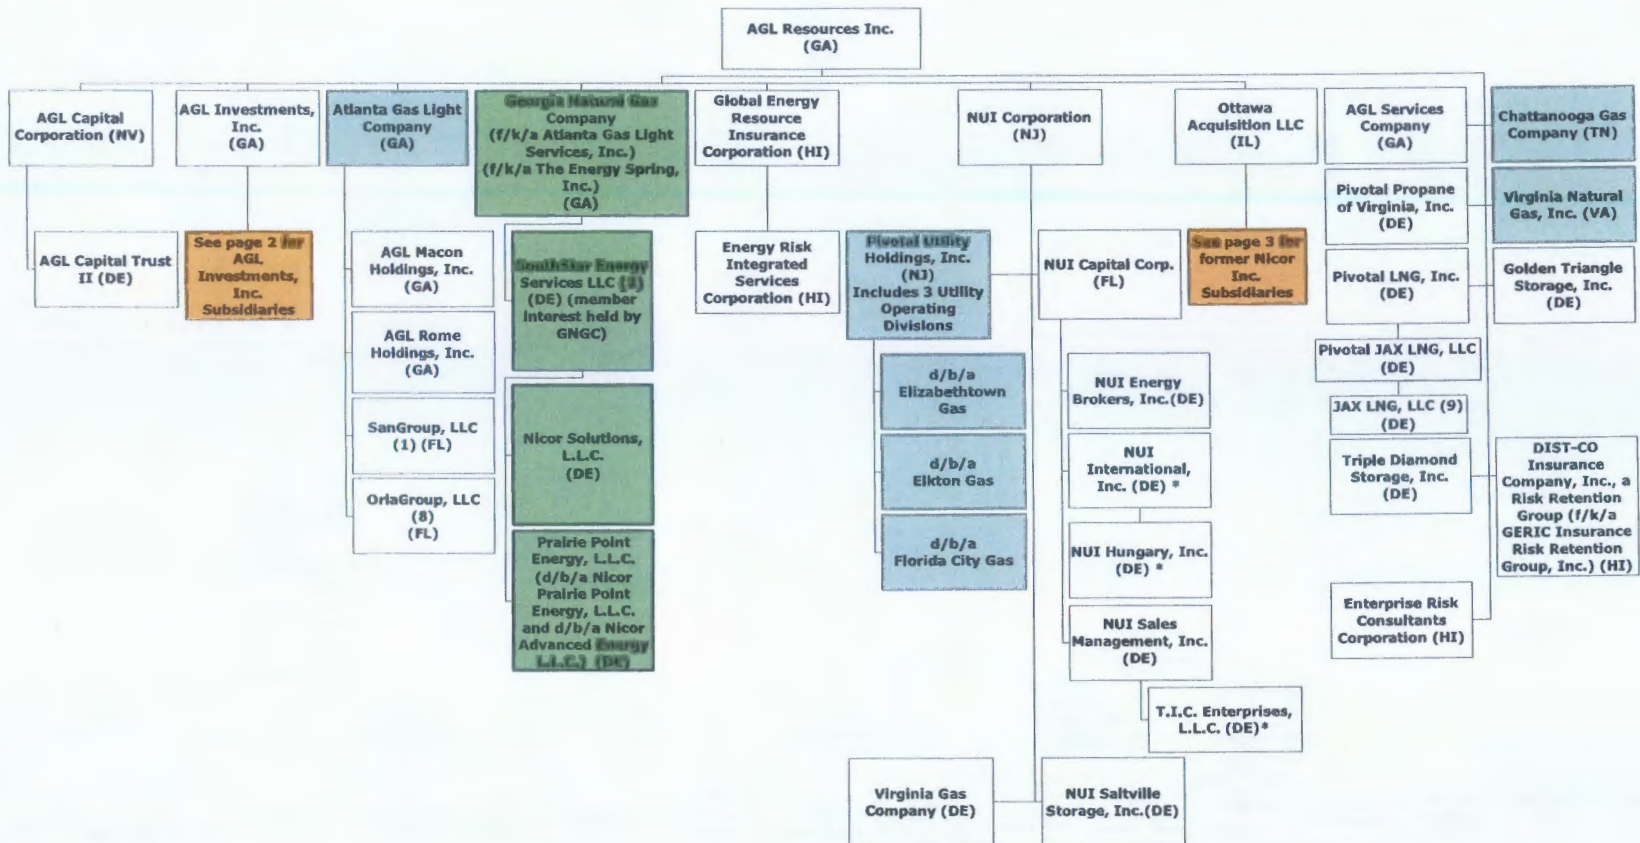 AGL Resources Inc.
(GA)
AGL Capital
Corporation (NV)
AGL Investments,
Inc.
(GA)
Atlanta Gas Light
Company
(GA)
Georgia Natural Gas
Company
(f/k/a Atlanta Gas Light
Services, Inc.)
(f/k/a The Energy Spring,
Inc.)
(GA)
Global Energy
Resource
Insurance
Corporation (HI)
NUI Corporation
(NJ)
Ottawa
Acquisition LLC
(IL)
AGL Services
Company
(GA)
Chattanooga Gas
Company (TN)
Pivotal Propane
of Virginia, Inc.
(DE)
Virginia Natural
Gas, Inc. (VA)
AGL Capital Trust
II (DE)
See page 2 for
AGL
Investments,
Inc.
Subsidiaries
AGL Macon
Holdings, Inc.
(GA)
SouthStar Energy
Services LLC (2)
(DE) (member
interest held by
GNGC)
Energy Risk
Integrated
Services
Corporation (HI)
Pivotal Utility
Holdings, Inc.
(NJ)
Includes 3 Utility
Operating
Divisions
NUI Capital Corp.
(FL)
See page 3 for
former Nicor
Inc.
Subsidiaries
Pivotal LNG, Inc.
(DE)
Golden Triangle
Storage, Inc.
(DE)
AGL Rome
Holdings, Inc.
(GA)
Pivotal JAX LNG, LLC
(DE)
d/b/a
Elizabethtown
Gas
NUI Energy
Brokers, Inc.(DE)
JAX LNG, LLC (9)
(DE)
SanGroup, LLC
(1) (FL)
Nicor Solutions,
L.L.C.
(DE)
d/b/a
Elkton Gas
NUI
International,
Inc. (DE) *
Triple Diamond
Storage, Inc.
(DE)
DIST-CO
Insurance
Company, Inc., a
Risk Retention
Group (f/k/a
GERIC Insurance
Risk Retention
Group, Inc.) (HI)
OrlaGroup, LLC
(8)
(FL)
Prairie Point
Energy, L.L.C.
(d/b/a Nicor
Prairie Point
Energy, L.L.C.
and d/b/a Nicor
Advanced Energy
L.L.C.) (DE)
d/b/a
Florida City Gas
NUI Hungary, Inc.
(DE) *
NUI Sales
Management, Inc.
(DE)
Enterprise Risk
Consultants
Corporation (HI)
T.I.C. Enterprises,
L.L.C. (DE)*
Virginia Gas
Company (DE)
NUI Saltville
Storage, Inc.(DE)